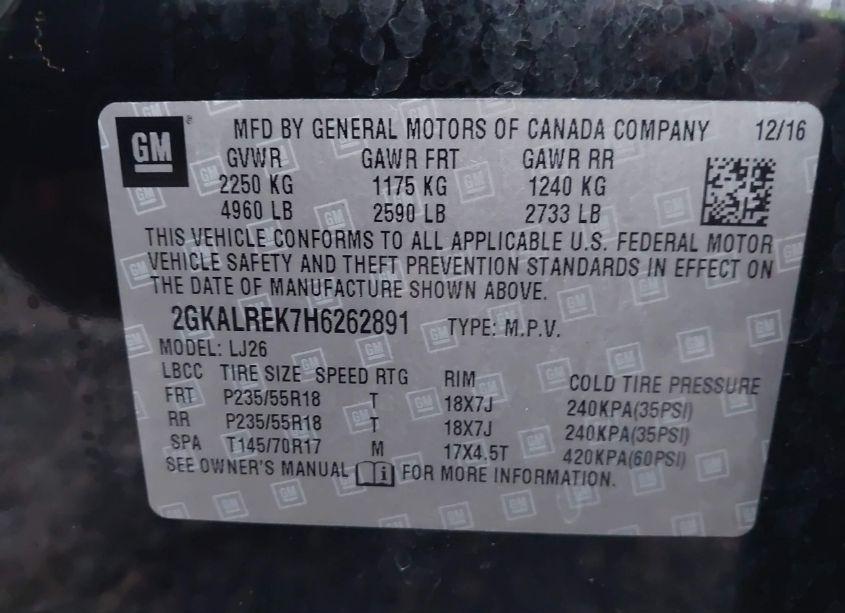 GM ® MFD BY GENERAL MOTORS OF CANADA COMPANY 12/16
GVWR GAWR FRT GAWR RR
2250 KG 1175 KG 1240 KG
4960 LB 2590 LB 2733 LB
THIS VEHICLE CONFORMS TO ALL APPLICABLE U.S. FEDERAL MOTOR
VEHICLE SAFETY AND THEFT PREVENTION STANDARDS IN EFFECT ON
THE DATE OF MANUFACTURE SHOWN ABOVE.
2GKALREK7H6262891 TYPE: M.P.V.
MODEL: LJ26
LBCC TIRE SIZE SPEED RTG RIM COLD TIRE PRESSURE
FRT P235/55R18 T 18X7J 240KPA(35PSI)
RR P235/55R18 T 18X7J 240KPA(35PSI)
SPA T145/70R17 M 17X4.5T 420KPA(60PSI)
SEE OWNER'S MANUAL i FOR MORE INFORMATION.